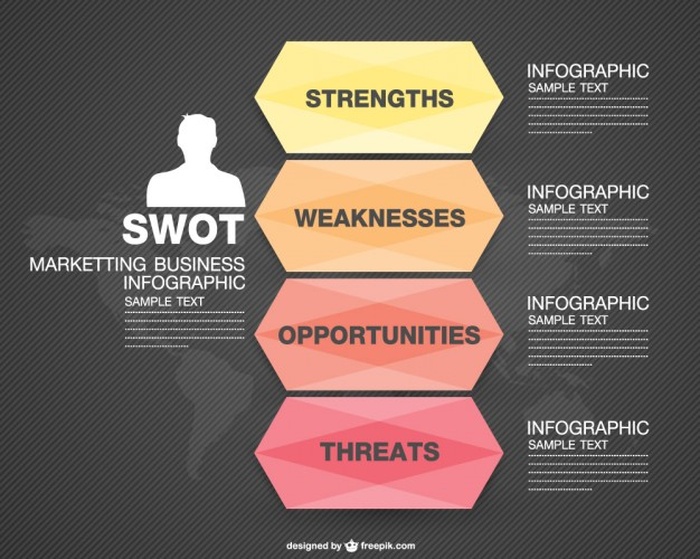 SWOT
MARKETTING BUSINESS
INFOGRAPHIC
SAMPLE TEXT
STRENGTHS
INFOGRAPHIC
SAMPLE TEXT
WEAKNESSES
INFOGRAPHIC
SAMPLE TEXT
OPPORTUNITIES
INFOGRAPHIC
SAMPLE TEXT
THREATS
INFOGRAPHIC
SAMPLE TEXT
designed by freepik.com